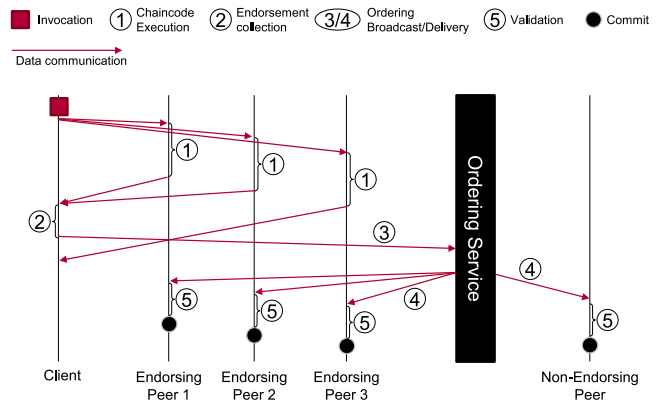 Invocation
1
Chaincode
Execution
2
Endorsement
collection
3/4
Ordering
Broadcast/Delivery
5 Validation
Commit
Data communication
1
1
1
2
3
4
4
5
5
5
5
Ordering Service
Client
Endorsing
Peer 1
Endorsing
Peer 2
Endorsing
Peer 3
Non-Endorsing
Peer